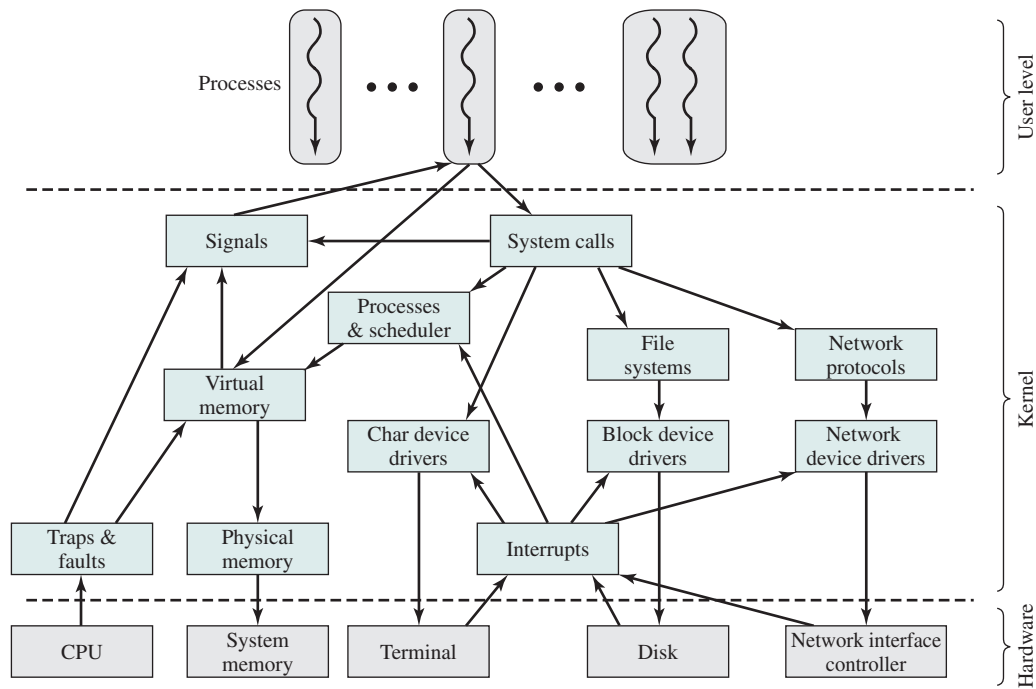 Processes
User level
Signals
System calls
Processes
& scheduler
File
systems
Network
protocols
Virtual
memory
Char device
drivers
Block device
drivers
Network
device drivers
Kernel
Traps &
faults
Physical
memory
Interrupts
CPU
System
memory
Terminal
Disk
Network interface
controller
Hardware